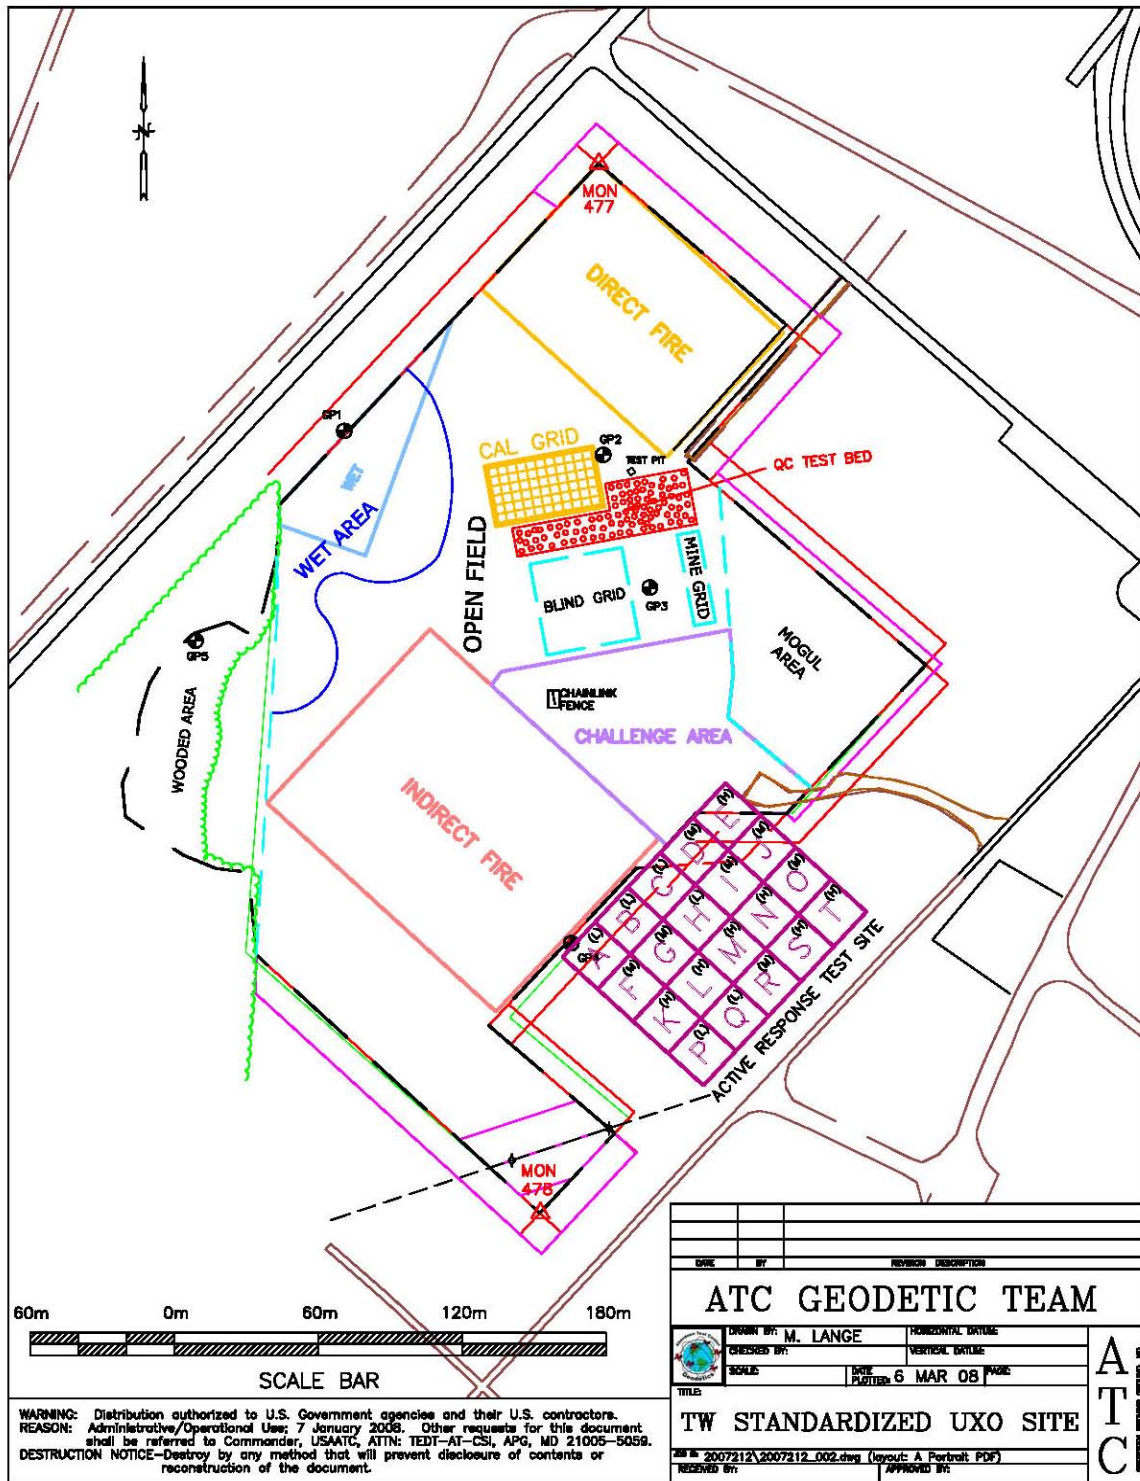 N
MON
477
DIRECT FIRE
GP1
CAL GRID
GP2
TEST PIT
QC TEST BED
WET
WET AREA
OPEN FIELD
MINE GRID
BLIND GRID
GP3
MOGUL
AREA
GP5
WOODED AREA
CHAINLINK
FENCE
CHALLENGE AREA
INDIRECT FIRE
E (H)
D (M)
J (M)
C (L)
I (M)
O (M)
B (L)
H (L)
N (H)
T (H)
A (L)
G (M)
M (H)
S (H)
F (M)
L (H)
R (M)
K (H)
Q (L)
P (L)
ACTIVE RESPONSE TEST SITE
MON
478
60m 0m 60m 120m 180m
SCALE BAR
WARNING: Distribution authorized to U.S. Government agencies and their U.S. contractors.
REASON: Administrative/Operational Use; 7 January 2008. Other requests for this document
shall be referred to Commander, USAATC, ATTN: TEDT-AT-CSI, APG, MD 21005-5059.
DESTRUCTION NOTICE-Destroy by any method that will prevent disclosure of contents or
reconstruction of the document.
DATE BY REVISION DESCRIPTION
ATC GEODETIC TEAM
DRAWN BY: M. LANGE HORIZONTAL DATUM:
CHECKED BY: VERTICAL DATUM:
SCALE: DATE PLOTTED: 6 MAR 08 PAGE:
TITLE:
TW STANDARDIZED UXO SITE
2007212\2007212_002.dwg (layout: A Portrait PDF)
RECEIVED BY: APPROVED BY:
ATC